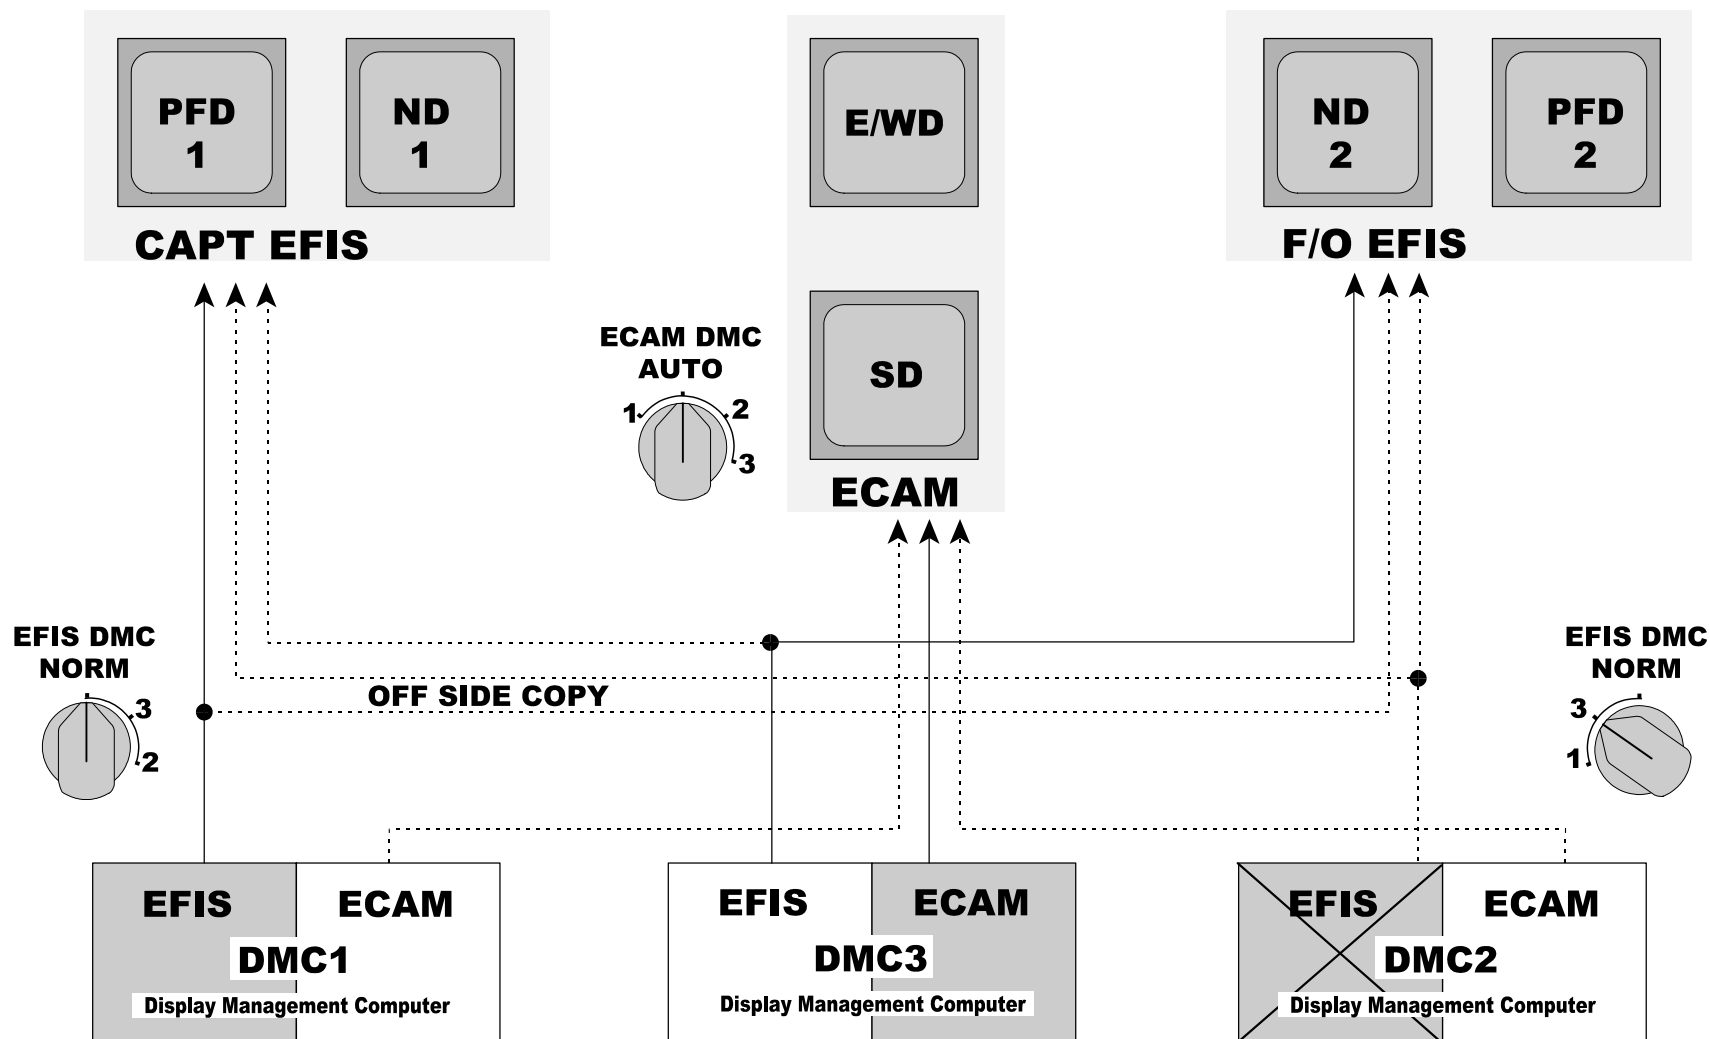 PFD
1
ND
1
CAPT EFIS
E/WD
SD
ECAM
ND
2
PFD
2
F/O EFIS
ECAM DMC
AUTO
1
2
3
EFIS DMC
NORM
3
2
OFF SIDE COPY
EFIS DMC
NORM
3
1
EFIS
ECAM
DMC1
Display Management Computer
EFIS
ECAM
DMC3
Display Management Computer
EFIS
ECAM
DMC2
Display Management Computer